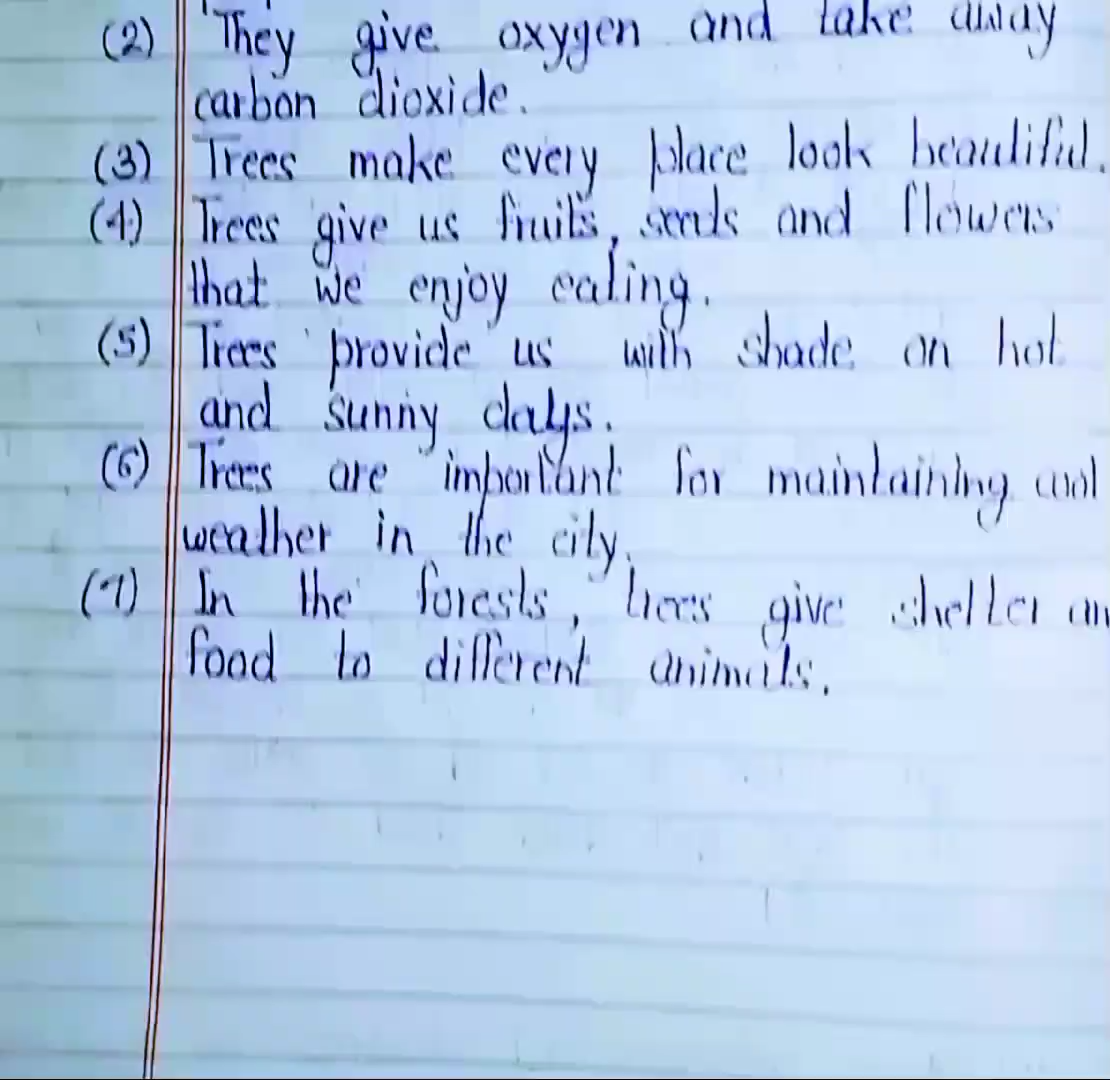 (2) They give oxygen and take away
carbon dioxide.
(3) Trees make every place look beautiful.
(4) Trees give us fruits, seeds and flowers
that we enjoy eating.
(5) Trees provide us with shade on hot
and sunny days.
(6) Trees are important for maintaining cool
weather in the city.
(7) In the forests, trees give shelter an
food to different animals.